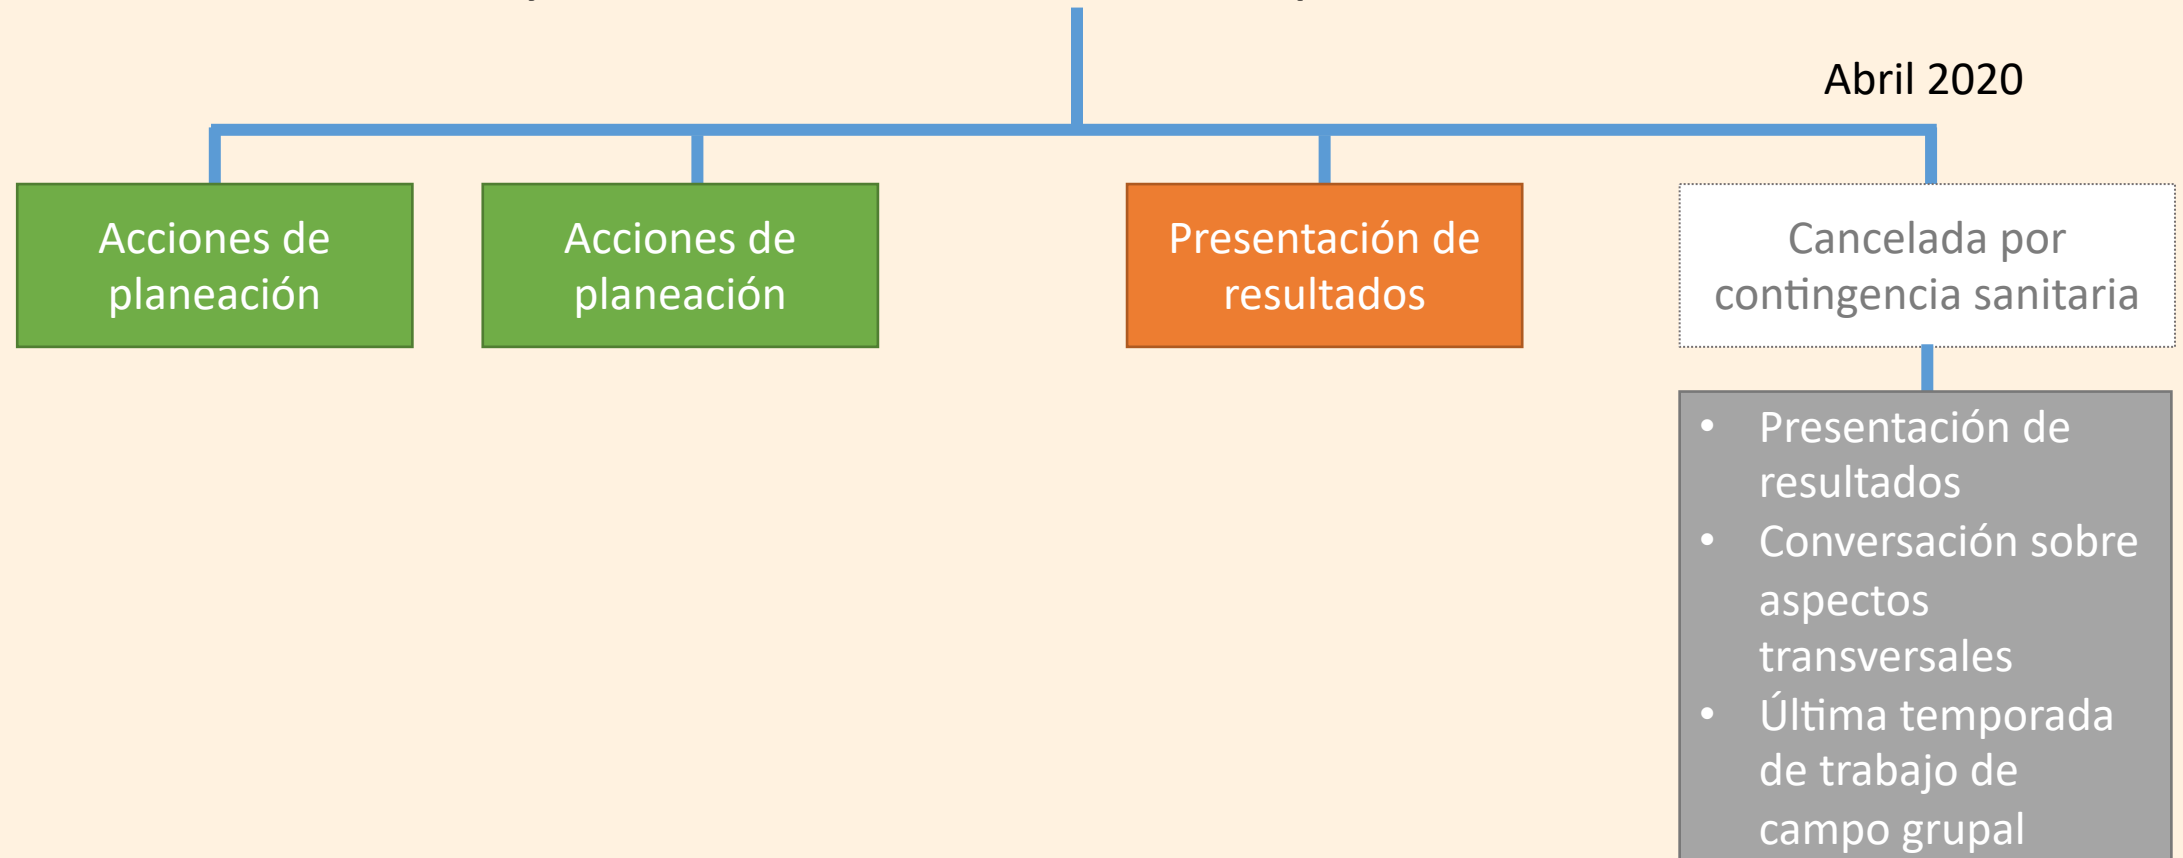 Abril 2020
Acciones de
planeación
Acciones de
planeación
Presentación de
resultados
Cancelada por
contingencia sanitaria
• Presentación de
resultados
• Conversación sobre
aspectos
transversales
• Última temporada
de trabajo de
campo grupal